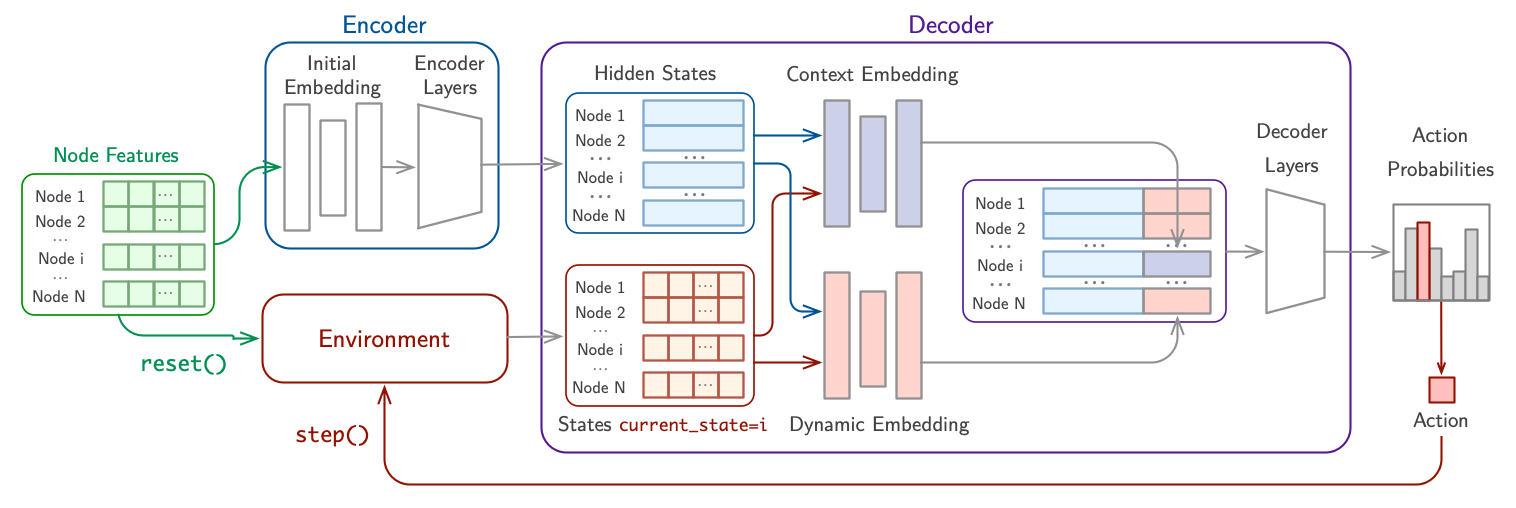 Encoder
Decoder
Initial
Embedding
Encoder
Layers
Hidden States
Node 1
Node 2
...
Node i
...
Node N
...
...
Context Embedding
Decoder
Layers
Action
Probabilities
Node Features
Node 1
...
Node 2
...
...
Node i
...
...
Node N
...
reset()
Environment
step()
Node 1
...
Node 2
...
...
Node i
...
...
Node N
...
States current_state=i
Dynamic Embedding
Node 1
Node 2
... ... ...
Node i
... ... ...
Node N
Action